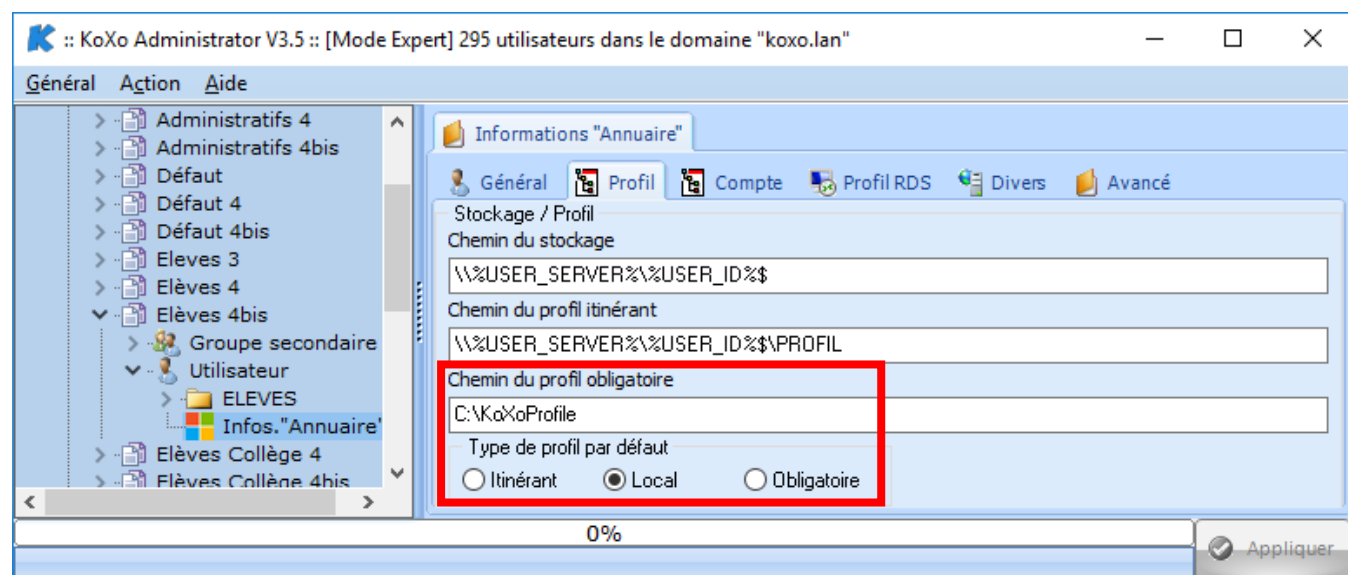 :: KoXo Administrator V3.5 :: [Mode Expert] 295 utilisateurs dans le domaine "koxo.lan"
Général Action Aide
Administratifs 4
Administratifs 4bis
Défaut
Défaut 4
Défaut 4bis
Eleves 3
Elèves 4
Elèves 4bis
Groupe secondaire
Utilisateur
ELEVES
Infos."Annuaire"
Elèves Collège 4
Elèves Collège 4bis
Informations "Annuaire"
Général Profil Compte Profil RDS Divers Avancé
Stockage / Profil
Chemin du stockage
\\%USER_SERVER%\%USER_ID%$
Chemin du profil itinérant
\\%USER_SERVER%\%USER_ID%$\PROFIL
Chemin du profil obligatoire
C:\KoXoProfile
Type de profil par défaut
Itinérant Local Obligatoire
0%
Appliquer